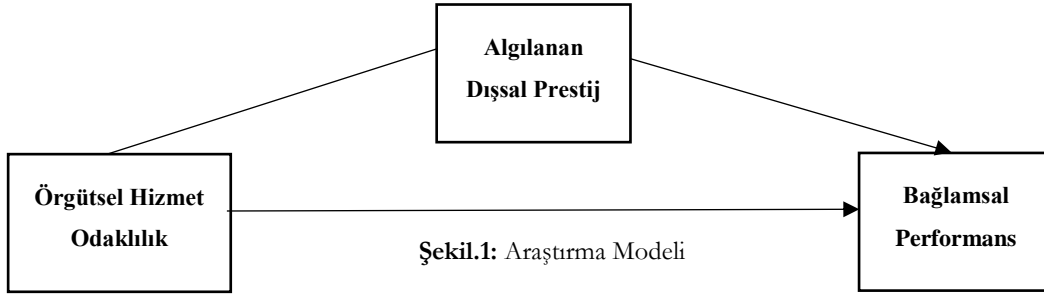 Algılanan
Dışsal Prestij
Örgütsel Hizmet
Odaklılık
Bağlamsal
Performans
Şekil.1: Araştırma Modeli